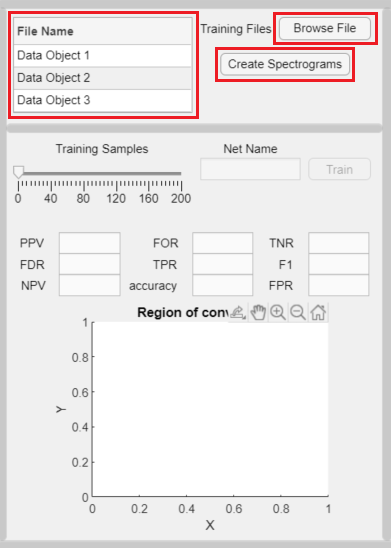 File Name
Training Files
Browse File
Data Object 1
Data Object 2
Data Object 3
Create Spectrograms
Training Samples
Net Name
Train
0 40 80 120 160 200
PPV FOR TNR
FDR TPR F1
NPV accuracy FPR
Region of conv
1
0.8
0.6
0.4
0.2
0
Y
0 0.2 0.4 0.6 0.8 1
X